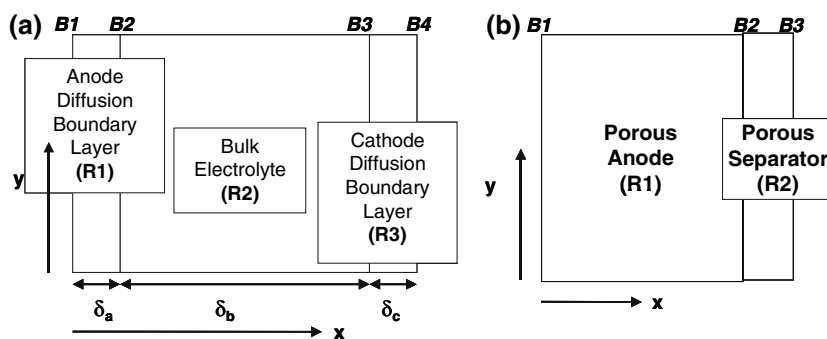 (a)
B1 B2 B3 B4
Anode
Diffusion
Boundary
Layer
(R1)
Bulk
Electrolyte
(R2)
Cathode
Diffusion
Boundary
Layer
(R3)
y
δa δb δc
x
(b)
B1 B2 B3
Porous
Anode
(R1)
Porous
Separator
(R2)
y
x